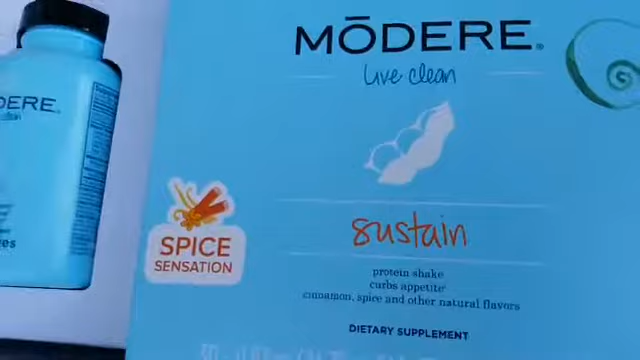 MŌDERE
live clean
sustain
protein shake
curbs appetite
cinnamon, spice and other natural flavors
DIETARY SUPPLEMENT
SPICE
SENSATION
DERE